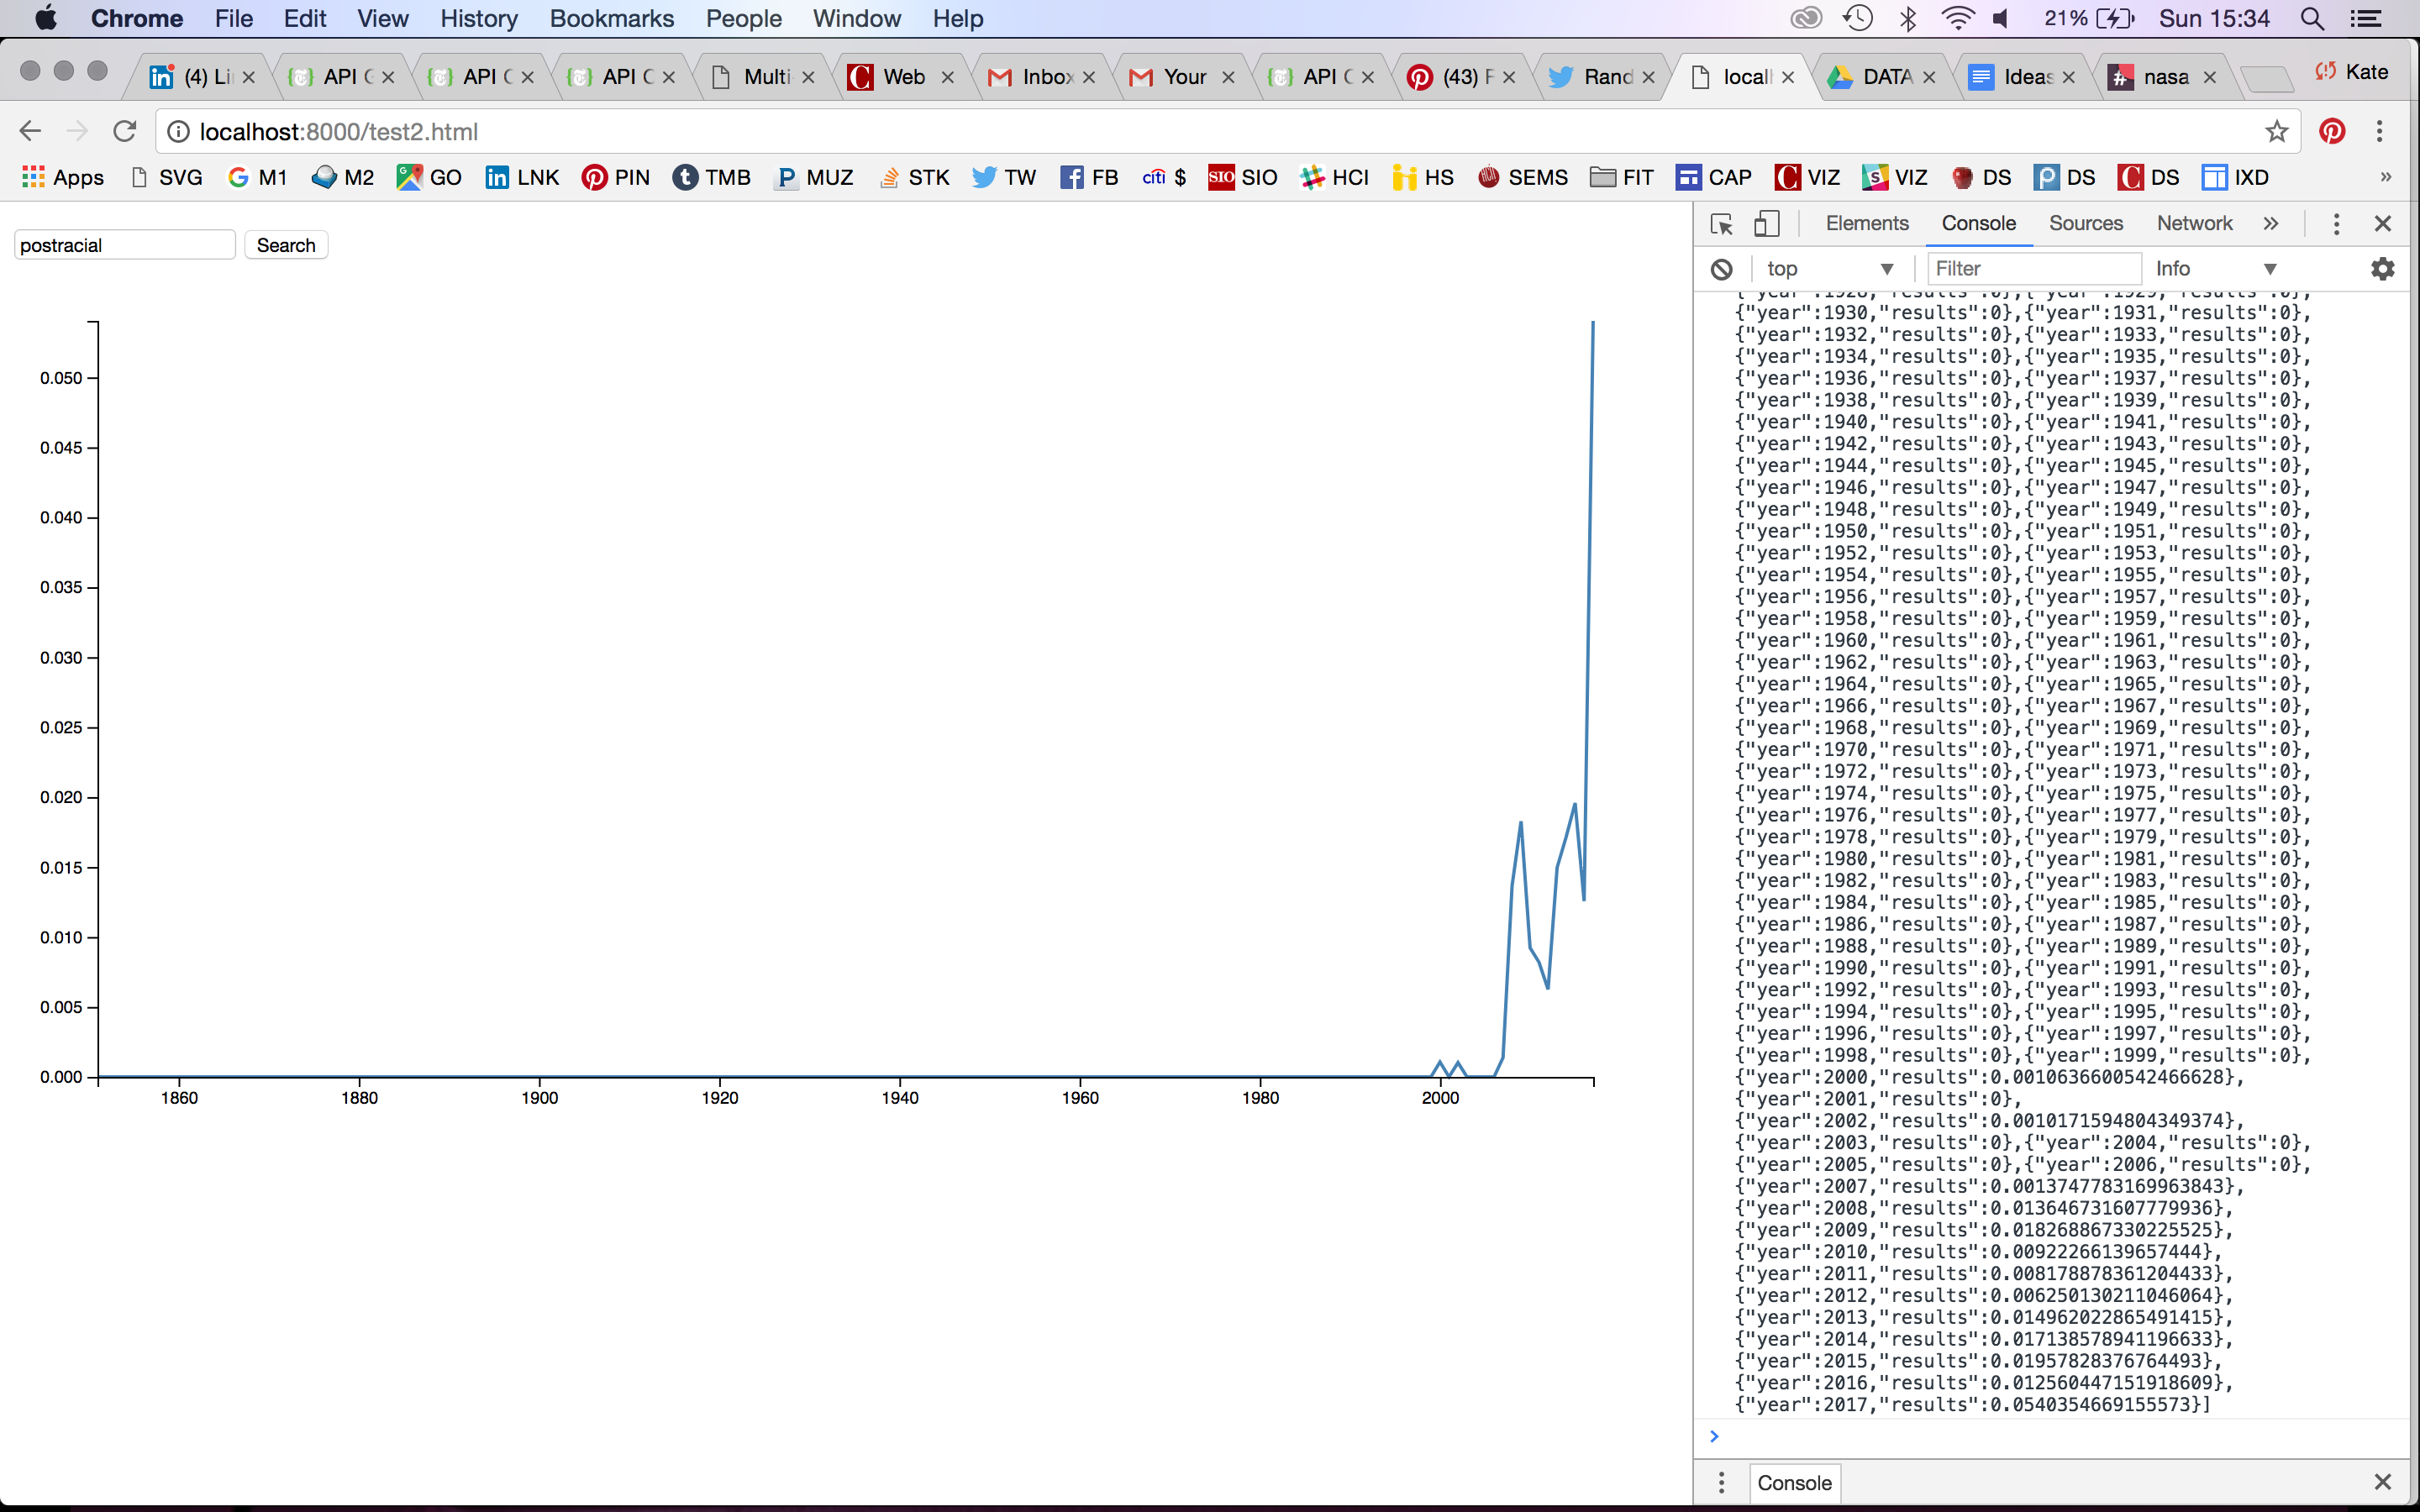 Chrome File Edit View History Bookmarks People Window Help 21% Sun 15:34
(4) Li API C API C API C Multi Web Inbox Your API C (43) Rand local DATA Ideas nasa Kate
localhost:8000/test2.html
Apps SVG M1 M2 GO LNK PIN TMB MUZ STK TW FB citi $ SIO SIO HCI HS SEMS FIT CAP VIZ VIZ DS DS DS IXD »
postracial Search
0.050
0.045
0.040
0.035
0.030
0.025
0.020
0.015
0.010
0.005
0.000
1860 1880 1900 1920 1940 1960 1980 2000
Elements Console Sources Network »
top Filter Info
{"year":1928,"results":0},{"year":1929,"results":0},
{"year":1930,"results":0},{"year":1931,"results":0},
{"year":1932,"results":0},{"year":1933,"results":0},
{"year":1934,"results":0},{"year":1935,"results":0},
{"year":1936,"results":0},{"year":1937,"results":0},
{"year":1938,"results":0},{"year":1939,"results":0},
{"year":1940,"results":0},{"year":1941,"results":0},
{"year":1942,"results":0},{"year":1943,"results":0},
{"year":1944,"results":0},{"year":1945,"results":0},
{"year":1946,"results":0},{"year":1947,"results":0},
{"year":1948,"results":0},{"year":1949,"results":0},
{"year":1950,"results":0},{"year":1951,"results":0},
{"year":1952,"results":0},{"year":1953,"results":0},
{"year":1954,"results":0},{"year":1955,"results":0},
{"year":1956,"results":0},{"year":1957,"results":0},
{"year":1958,"results":0},{"year":1959,"results":0},
{"year":1960,"results":0},{"year":1961,"results":0},
{"year":1962,"results":0},{"year":1963,"results":0},
{"year":1964,"results":0},{"year":1965,"results":0},
{"year":1966,"results":0},{"year":1967,"results":0},
{"year":1968,"results":0},{"year":1969,"results":0},
{"year":1970,"results":0},{"year":1971,"results":0},
{"year":1972,"results":0},{"year":1973,"results":0},
{"year":1974,"results":0},{"year":1975,"results":0},
{"year":1976,"results":0},{"year":1977,"results":0},
{"year":1978,"results":0},{"year":1979,"results":0},
{"year":1980,"results":0},{"year":1981,"results":0},
{"year":1982,"results":0},{"year":1983,"results":0},
{"year":1984,"results":0},{"year":1985,"results":0},
{"year":1986,"results":0},{"year":1987,"results":0},
{"year":1988,"results":0},{"year":1989,"results":0},
{"year":1990,"results":0},{"year":1991,"results":0},
{"year":1992,"results":0},{"year":1993,"results":0},
{"year":1994,"results":0},{"year":1995,"results":0},
{"year":1996,"results":0},{"year":1997,"results":0},
{"year":1998,"results":0},{"year":1999,"results":0},
{"year":2000,"results":0.0010636600542466628},
{"year":2001,"results":0},
{"year":2002,"results":0.0010171594804349374},
{"year":2003,"results":0},{"year":2004,"results":0},
{"year":2005,"results":0},{"year":2006,"results":0},
{"year":2007,"results":0.0013747783169963843},
{"year":2008,"results":0.013646731607779936},
{"year":2009,"results":0.018268867330225525},
{"year":2010,"results":0.00922266139657444},
{"year":2011,"results":0.008178878361204433},
{"year":2012,"results":0.006250130211046064},
{"year":2013,"results":0.014962022865491415},
{"year":2014,"results":0.017138578941196633},
{"year":2015,"results":0.01957828376764493},
{"year":2016,"results":0.012560447151918609},
{"year":2017,"results":0.0540354669155573}]
>
Console